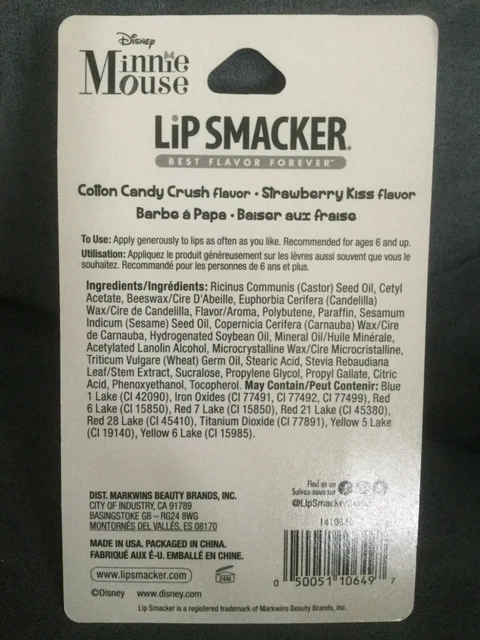 Disney
Minnie
Mouse
LiP SMACKER®
BEST FLAVOR FOREVER™
Cotton Candy Crush flavor • Strawberry Kiss flavor
Barbe à Papa • Baiser aux fraise
To Use: Apply generously to lips as often as you like. Recommended for ages 6 and up.
Utilisation: Appliquez le produit généreusement sur les lèvres aussi souvent que vous le
souhaitez. Recommandé pour les personnes de 6 ans et plus.
Ingredients/Ingrédients: Ricinus Communis (Castor) Seed Oil, Cetyl
Acetate, Beeswax/Cire D'Abeille, Euphorbia Cerifera (Candelilla)
Wax/Cire de Candelilla, Flavor/Aroma, Polybutene, Paraffin, Sesamum
Indicum (Sesame) Seed Oil, Copernicia Cerifera (Carnauba) Wax/Cire
de Carnauba, Hydrogenated Soybean Oil, Mineral Oil/Huile Minérale,
Acetylated Lanolin Alcohol, Microcrystalline Wax/Cire Microcristalline,
Triticum Vulgare (Wheat) Germ Oil, Stearic Acid, Stevia Rebaudiana
Leaf/Stem Extract, Sucralose, Propylene Glycol, Propyl Gallate, Citric
Acid, Phenoxyethanol, Tocopherol. May Contain/Peut Contenir: Blue
1 Lake (CI 42090), Iron Oxides (CI 77491, CI 77492, CI 77499), Red
6 Lake (CI 15850), Red 7 Lake (CI 15850), Red 21 Lake (CI 45380),
Red 28 Lake (CI 45410), Titanium Dioxide (CI 77891), Yellow 5 Lake
(CI 19140), Yellow 6 Lake (CI 15985).
Find us on
Suivez-nous sur
DIST. MARKWINS BEAUTY BRANDS, INC.
CITY OF INDUSTRY, CA 91789
BASINGSTOKE GB – RG24 8WG
MONTORNÉS DEL VALLÉS, ES 08170
MADE IN USA. PACKAGED IN CHINA.
FABRIQUÉ AUX É-U. EMBALLÉ EN CHINE.
www.lipsmacker.com
24M
0 50051 10649 7
©Disney www.disney.com
Lip Smacker is a registered trademark of Markwins Beauty Brands, Inc.